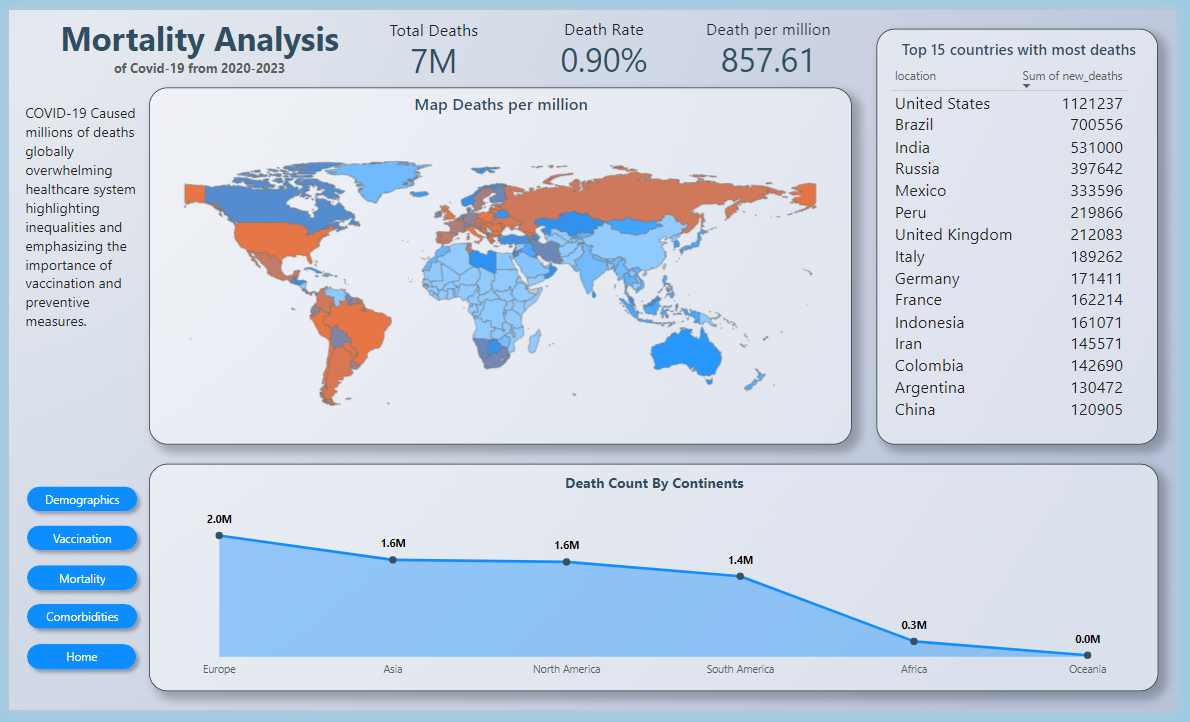 Mortality Analysis
of Covid-19 from 2020-2023
Total Deaths
7M
Death Rate
0.90%
Death per million
857.61
COVID-19 Caused
millions of deaths
globally
overwhelming
healthcare system
highlighting
inequalities and
emphasizing the
importance of
vaccination and
preventive
measures.
Map Deaths per million
Top 15 countries with most deaths
location Sum of new_deaths
United States 1121237
Brazil 700556
India 531000
Russia 397642
Mexico 333596
Peru 219866
United Kingdom 212083
Italy 189262
Germany 171411
France 162214
Indonesia 161071
Iran 145571
Colombia 142690
Argentina 130472
China 120905
Demographics
Vaccination
Mortality
Comorbidities
Home
Death Count By Continents
2.0M
1.6M
1.6M
1.4M
0.3M
0.0M
Europe Asia North America South America Africa Oceania